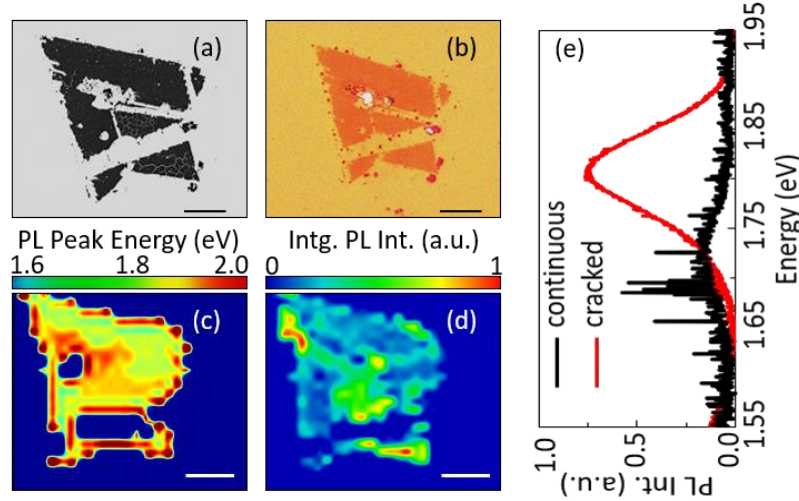 (a)
(b)
PL Peak Energy (eV)
1.6 1.8 2.0
Intg. PL Int. (a.u.)
0 1
(c)
(d)
(e)
continuous
cracked
1.95
1.85
1.75
1.65
1.55
Energy (eV)
1.0 0.5 0.0
PL Int. (a.u.)